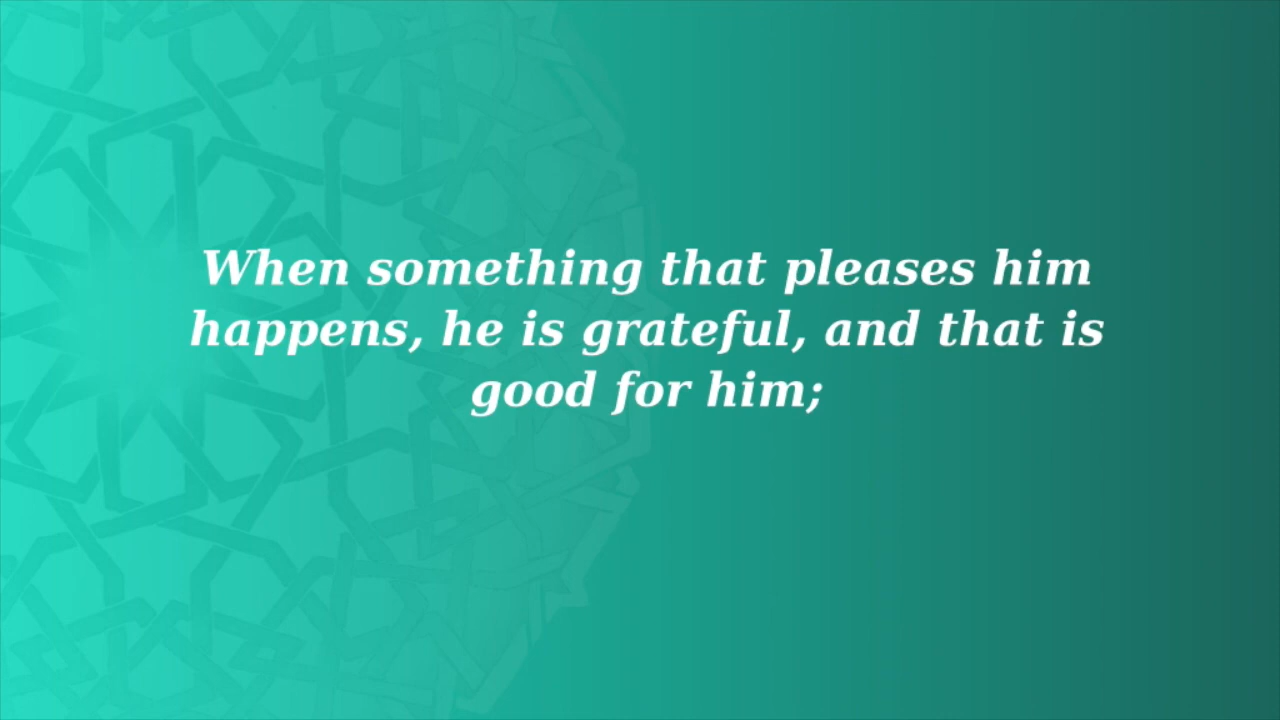 When something that pleases him
happens, he is grateful, and that is
good for him;